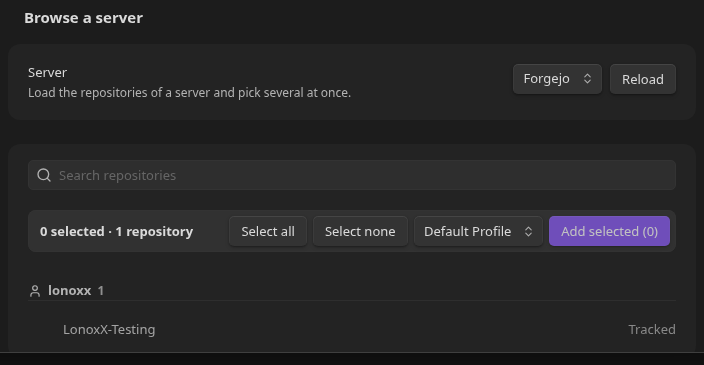 Browse a server
Server
Load the repositories of a server and pick several at once.
Forgejo
Reload
Search repositories
0 selected · 1 repository
Select all
Select none
Default Profile
Add selected (0)
lonoxx 1
LonoxX-Testing
Tracked